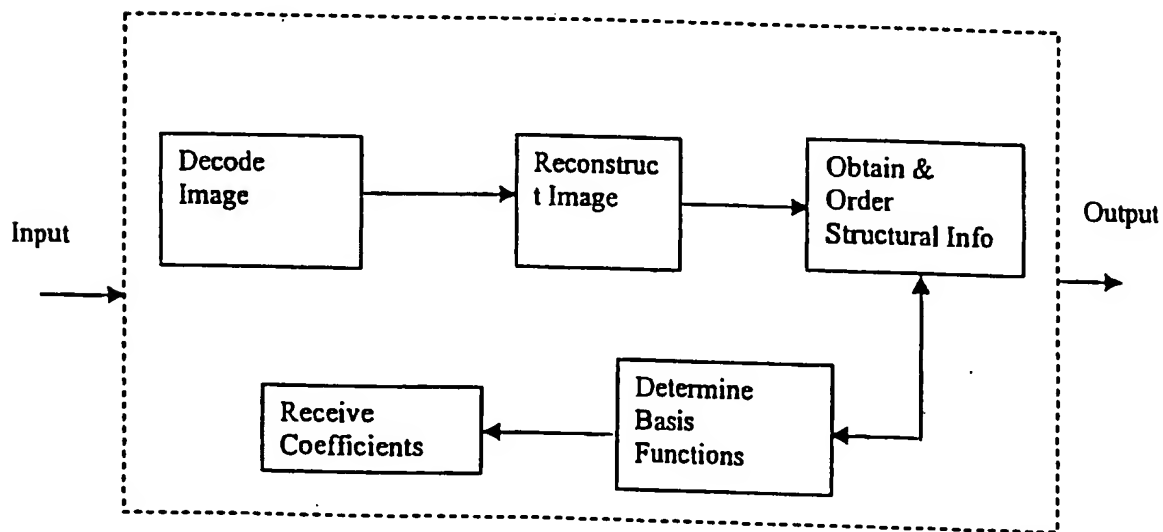 Decode
Image
Reconstruc
t Image
Obtain &
Order
Structural Info
Input
Output
Receive
Coefficients
Determine
Basis
Functions